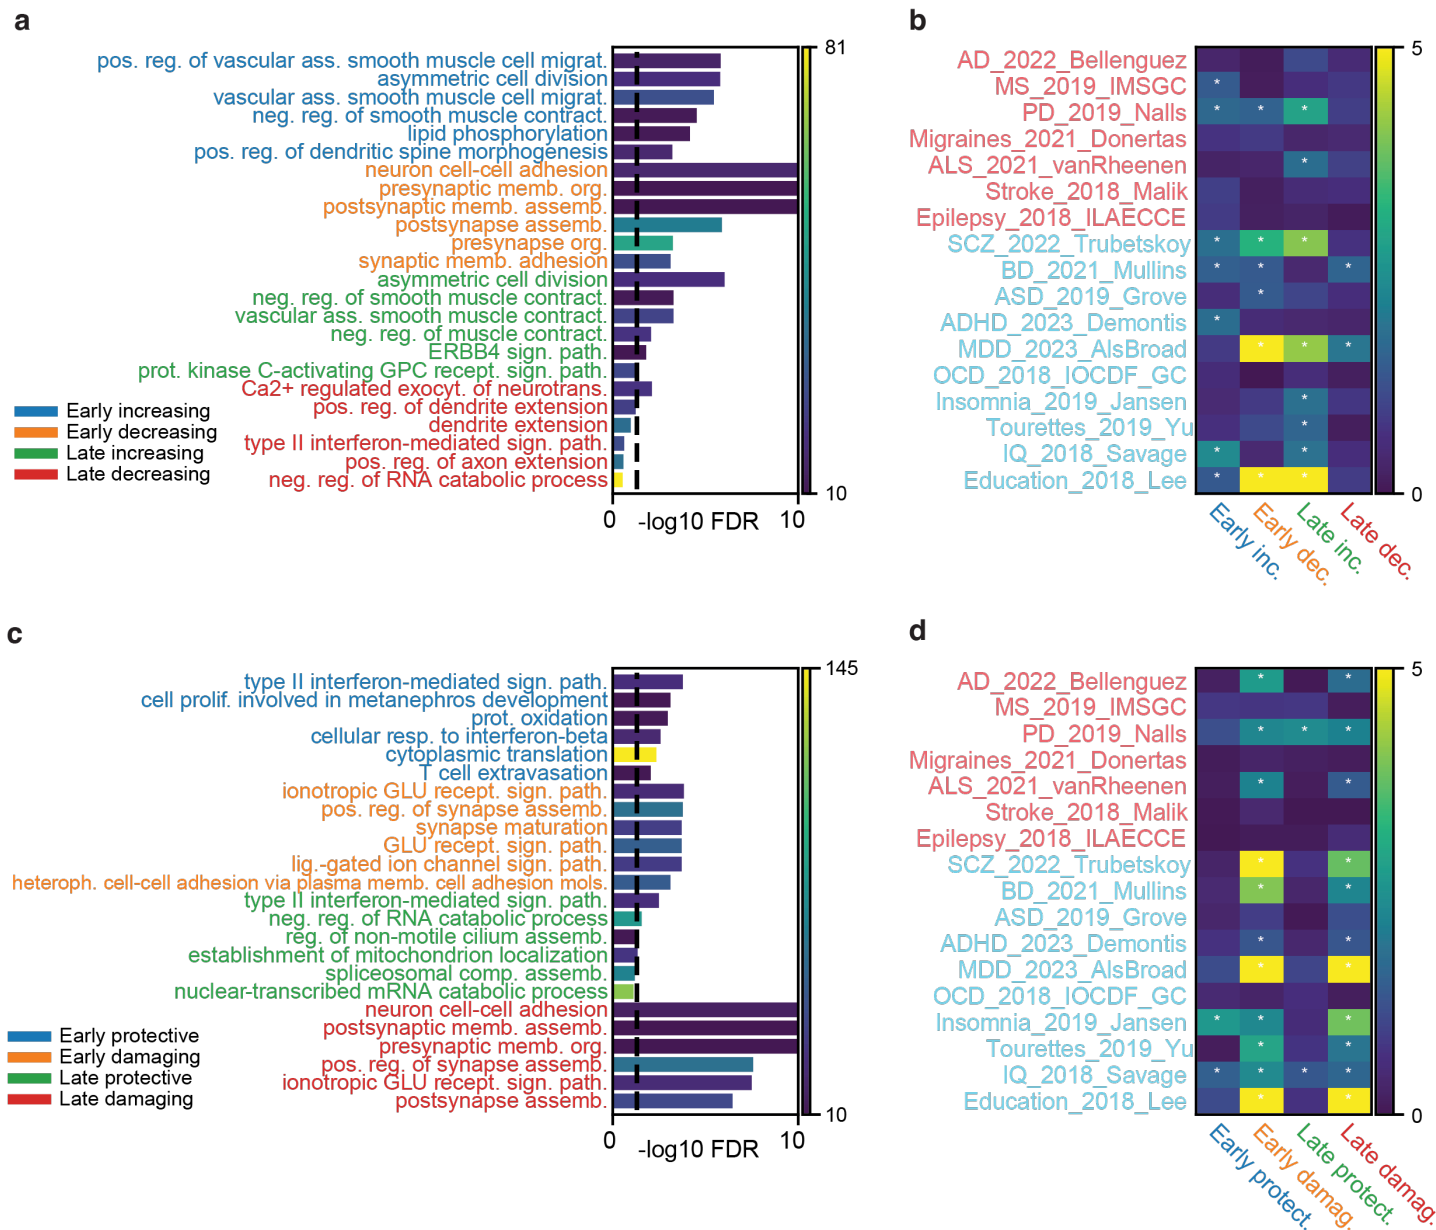 a
pos. reg. of vascular ass. smooth muscle cell migrat.
asymmetric cell division
vascular ass. smooth muscle cell migrat.
neg. reg. of smooth muscle contract.
lipid phosphorylation
pos. reg. of dendritic spine morphogenesis
neuron cell-cell adhesion
presynaptic memb. org.
postsynaptic memb. assemb.
postsynapse assemb.
presynapse org.
synaptic memb. adhesion
asymmetric cell division
neg. reg. of smooth muscle contract.
vascular ass. smooth muscle contract.
neg. reg. of muscle contract.
ERBB4 sign. path.
prot. kinase C-activating GPC recept. sign. path.
Ca2+ regulated exocyt. of neurotrans.
pos. reg. of dendrite extension
dendrite extension
type II interferon-mediated sign. path.
pos. reg. of axon extension
neg. reg. of RNA catabolic process
Early increasing
Early decreasing
Late increasing
Late decreasing
0 -log10 FDR 10
81
10
b
AD_2022_Bellenguez
MS_2019_IMSGC
PD_2019_Nalls
Migraines_2021_Donertas
ALS_2021_vanRheenen
Stroke_2018_Malik
Epilepsy_2018_ILAECCE
SCZ_2022_Trubetskoy
BD_2021_Mullins
ASD_2019_Grove
ADHD_2023_Demontis
MDD_2023_AlsBroad
OCD_2018_IOCDF_GC
Insomnia_2019_Jansen
Tourettes_2019_Yu
IQ_2018_Savage
Education_2018_Lee
Early inc.
Early dec.
Late inc.
Late dec.
5
0
c
type II interferon-mediated sign. path.
cell prolif. involved in metanephros development
prot. oxidation
cellular resp. to interferon-beta
cytoplasmic translation
T cell extravasation
ionotropic GLU recept. sign. path.
pos. reg. of synapse assemb.
synapse maturation
GLU recept. sign. path.
lig.-gated ion channel sign. path.
heteroph. cell-cell adhesion via plasma memb. cell adhesion mols.
type II interferon-mediated sign. path.
neg. reg. of RNA catabolic process
reg. of non-motile cilium assemb.
establishment of mitochondrion localization
spliceosomal comp. assemb.
nuclear-transcribed mRNA catabolic process
neuron cell-cell adhesion
postsynaptic memb. assemb.
presynaptic memb. org.
pos. reg. of synapse assemb.
ionotropic GLU recept. sign. path.
postsynapse assemb.
Early protective
Early damaging
Late protective
Late damaging
0 -log10 FDR 10
145
10
d
AD_2022_Bellenguez
MS_2019_IMSGC
PD_2019_Nalls
Migraines_2021_Donertas
ALS_2021_vanRheenen
Stroke_2018_Malik
Epilepsy_2018_ILAECCE
SCZ_2022_Trubetskoy
BD_2021_Mullins
ASD_2019_Grove
ADHD_2023_Demontis
MDD_2023_AlsBroad
OCD_2018_IOCDF_GC
Insomnia_2019_Jansen
Tourettes_2019_Yu
IQ_2018_Savage
Education_2018_Lee
Early protect.
Early damag.
Late protect.
Late damag.
5
0